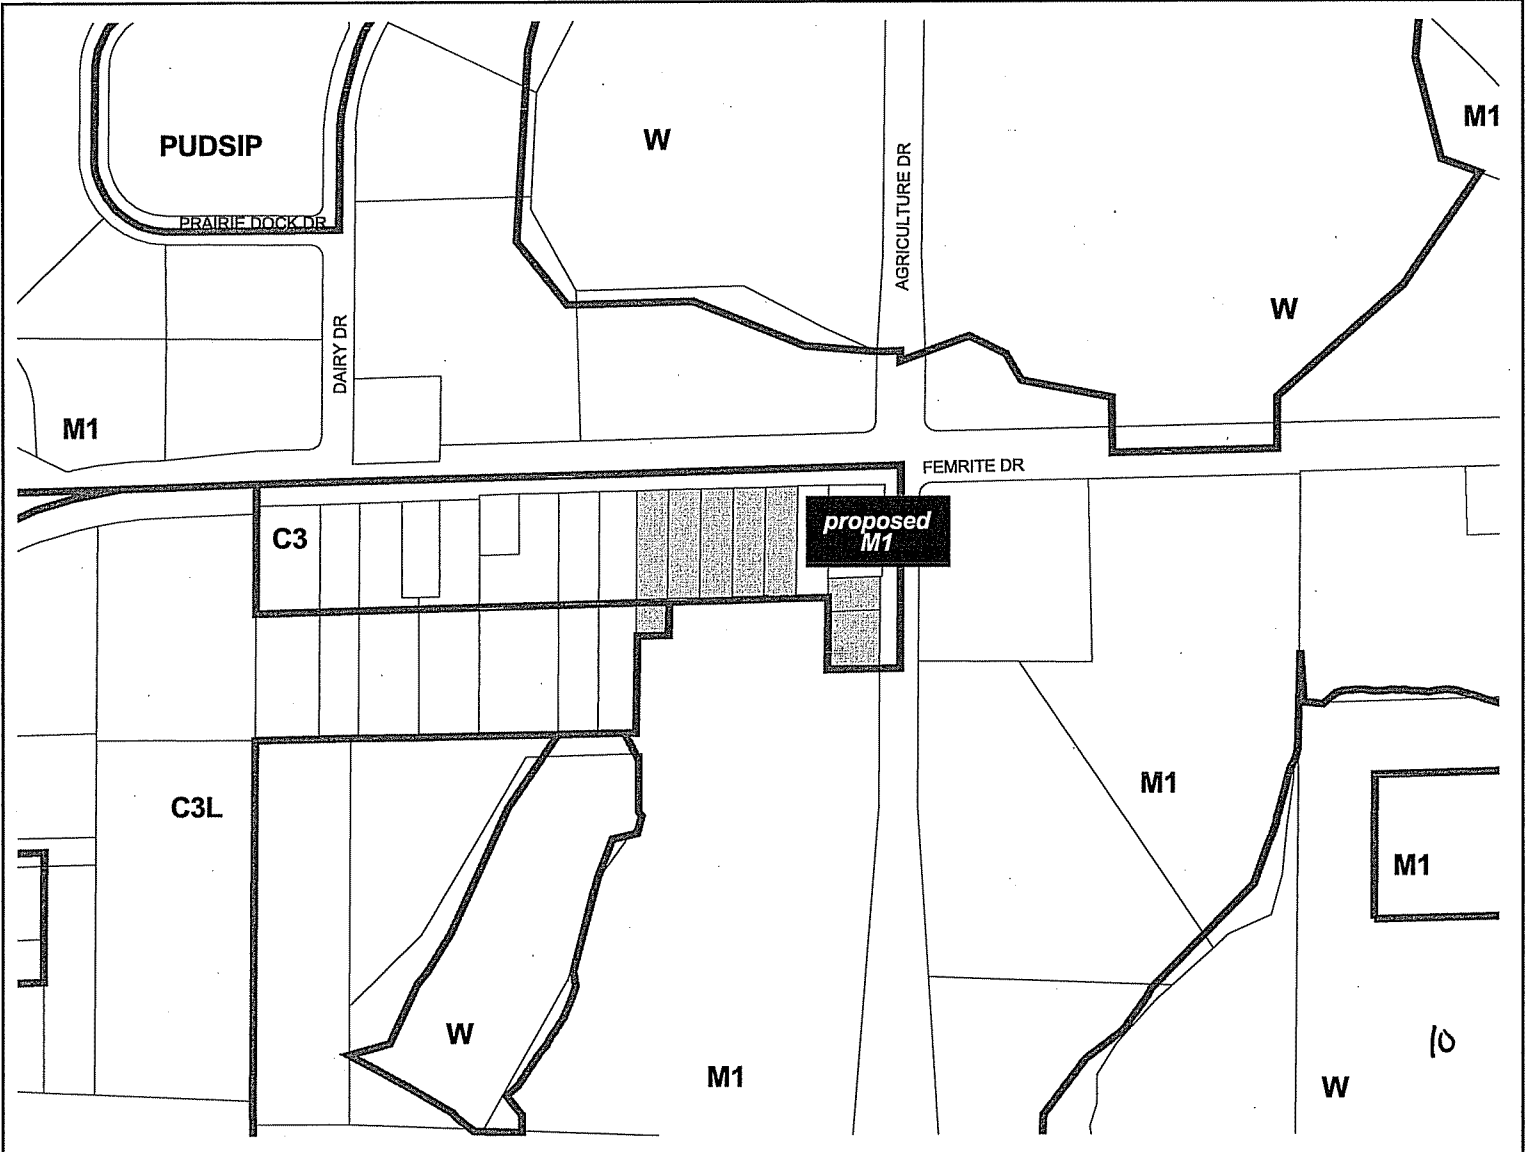 M1
W
PUDSIP
AGRICULTURE DR
PRAIRIE DOCK DR
W
DAIRY DR
M1
FEMRITE DR
proposed
M1
C3
M1
C3L
M1
W
10
M1
W